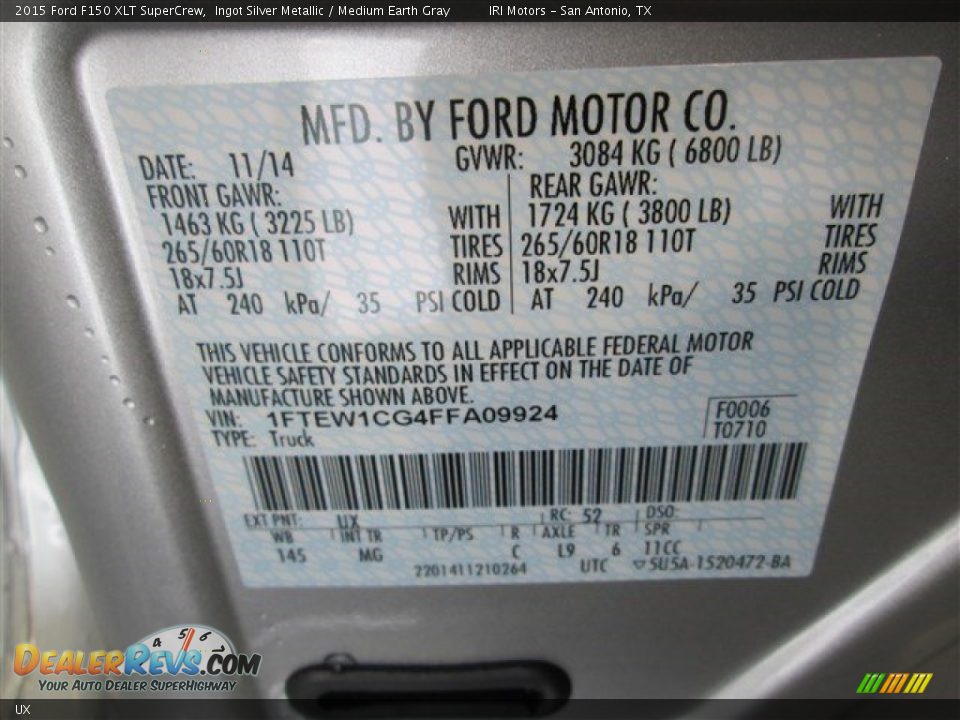 2015 Ford F150 XLT SuperCrew, Ingot Silver Metallic / Medium Earth Gray IRI Motors - San Antonio, TX
MFD. BY FORD MOTOR CO.
DATE: 11/14 GVWR: 3084 KG ( 6800 LB)
FRONT GAWR: REAR GAWR:
1463 KG ( 3225 LB) WITH 1724 KG ( 3800 LB) WITH
265/60R18 110T TIRES 265/60R18 110T TIRES
18x7.5J RIMS 18x7.5J RIMS
AT 240 kPa/ 35 PSI COLD AT 240 kPa/ 35 PSI COLD
THIS VEHICLE CONFORMS TO ALL APPLICABLE FEDERAL MOTOR
VEHICLE SAFETY STANDARDS IN EFFECT ON THE DATE OF
MANUFACTURE SHOWN ABOVE.
VIN: 1FTEW1CG4FFA09924 F0006
TYPE: Truck T0710
EXT PNT: UX RC: 52 DSO:
WB INT TR TP/PS R AXLE TR SPR
145 MG C L9 6 11CC
2201411210264 UTC 5U5A-1520472-BA
4 5 6
DealerRevs.com
Your Auto Dealer SuperHighway
UX